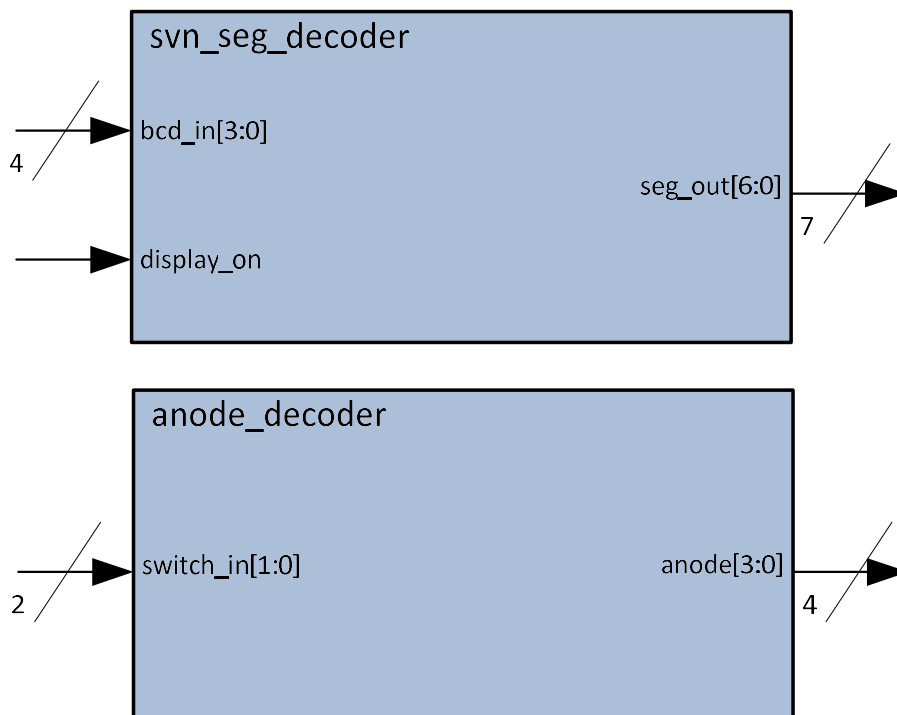 svn_seg_decoder
bcd_in[3:0]
4
seg_out[6:0]
7
display_on
anode_decoder
switch_in[1:0]
anode[3:0]
2
4